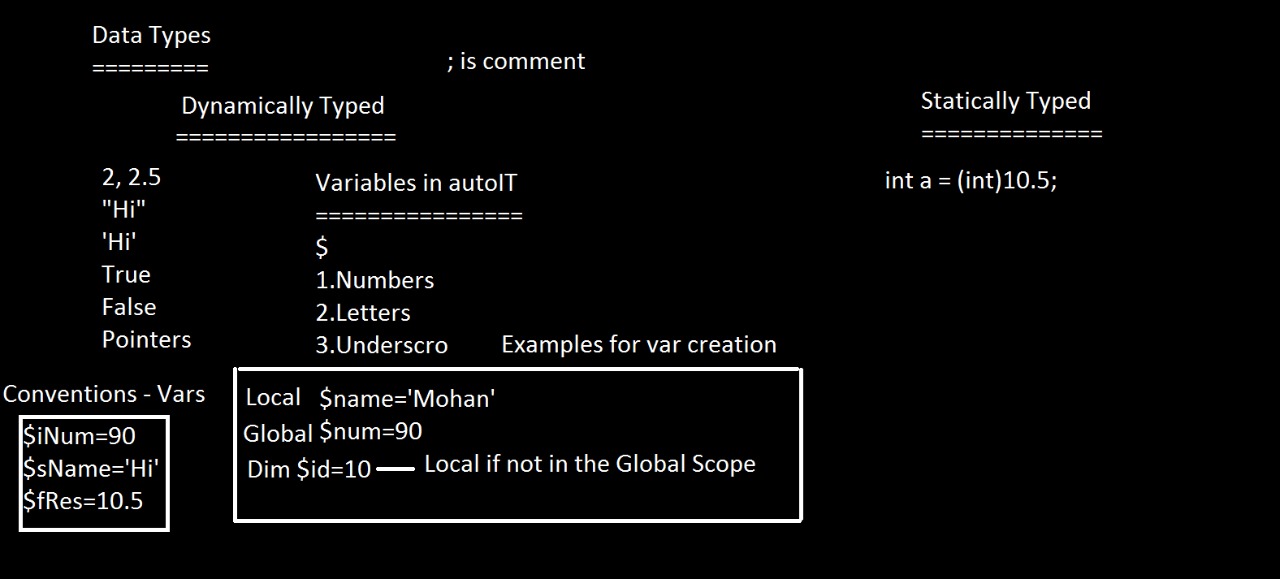 Data Types
=========
; is comment
Dynamically Typed
=================
2, 2.5
"Hi"
'Hi'
True
False
Pointers
Variables in autoIT
================
$
1.Numbers
2.Letters
3.Underscro
Statically Typed
==============
int a = (int)10.5;
Examples for var creation
Conventions - Vars
$iNum=90
$sName='Hi'
$fRes=10.5
Local $name='Mohan'
Global $num=90
Dim $id=10 — Local if not in the Global Scope